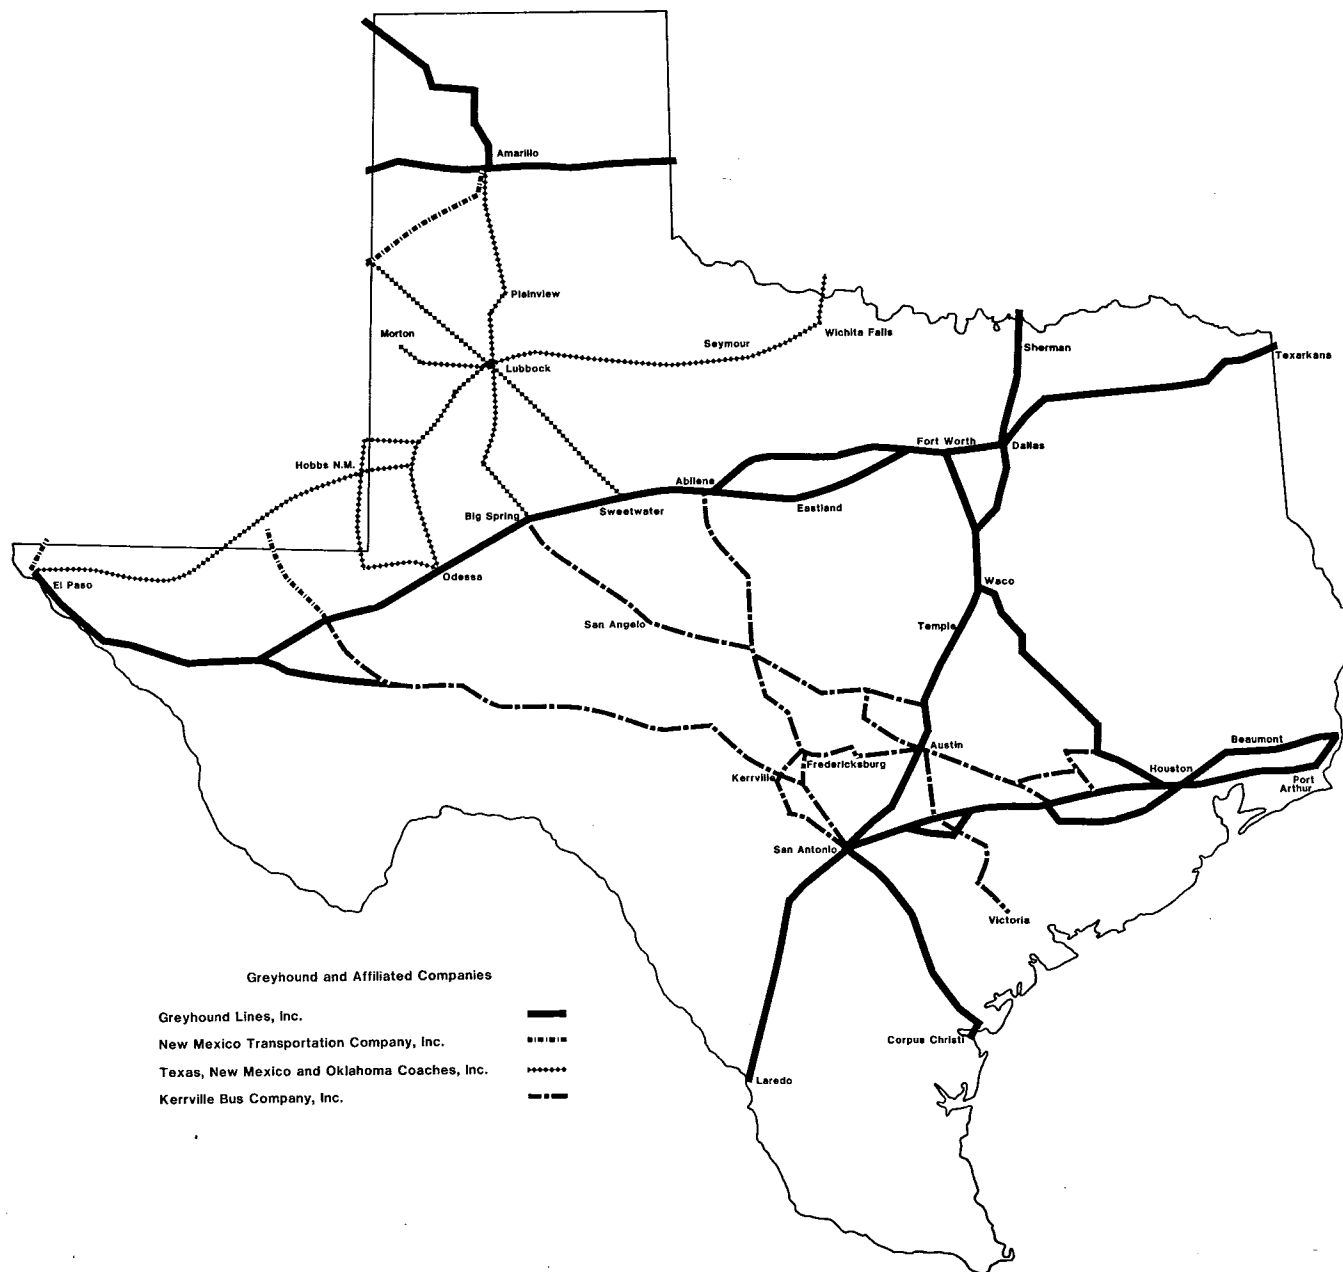 Amarillo
Plainview
Morton
Seymour
Wichita Falls
Sherman
Texarkana
Lubbock
Fort Worth
Dallas
Hobbs N.M.
Abilene
Eastland
Big Spring
Sweetwater
El Paso
Odessa
Waco
San Angelo
Temple
Austin
Beaumont
Fredericksburg
Houston
Kerrville
Port
Arthur
San Antonio
Victoria
Greyhound and Affiliated Companies
Greyhound Lines, Inc.
New Mexico Transportation Company, Inc.
Corpus Christi
Texas, New Mexico and Oklahoma Coaches, Inc.
Laredo
Kerrville Bus Company, Inc.